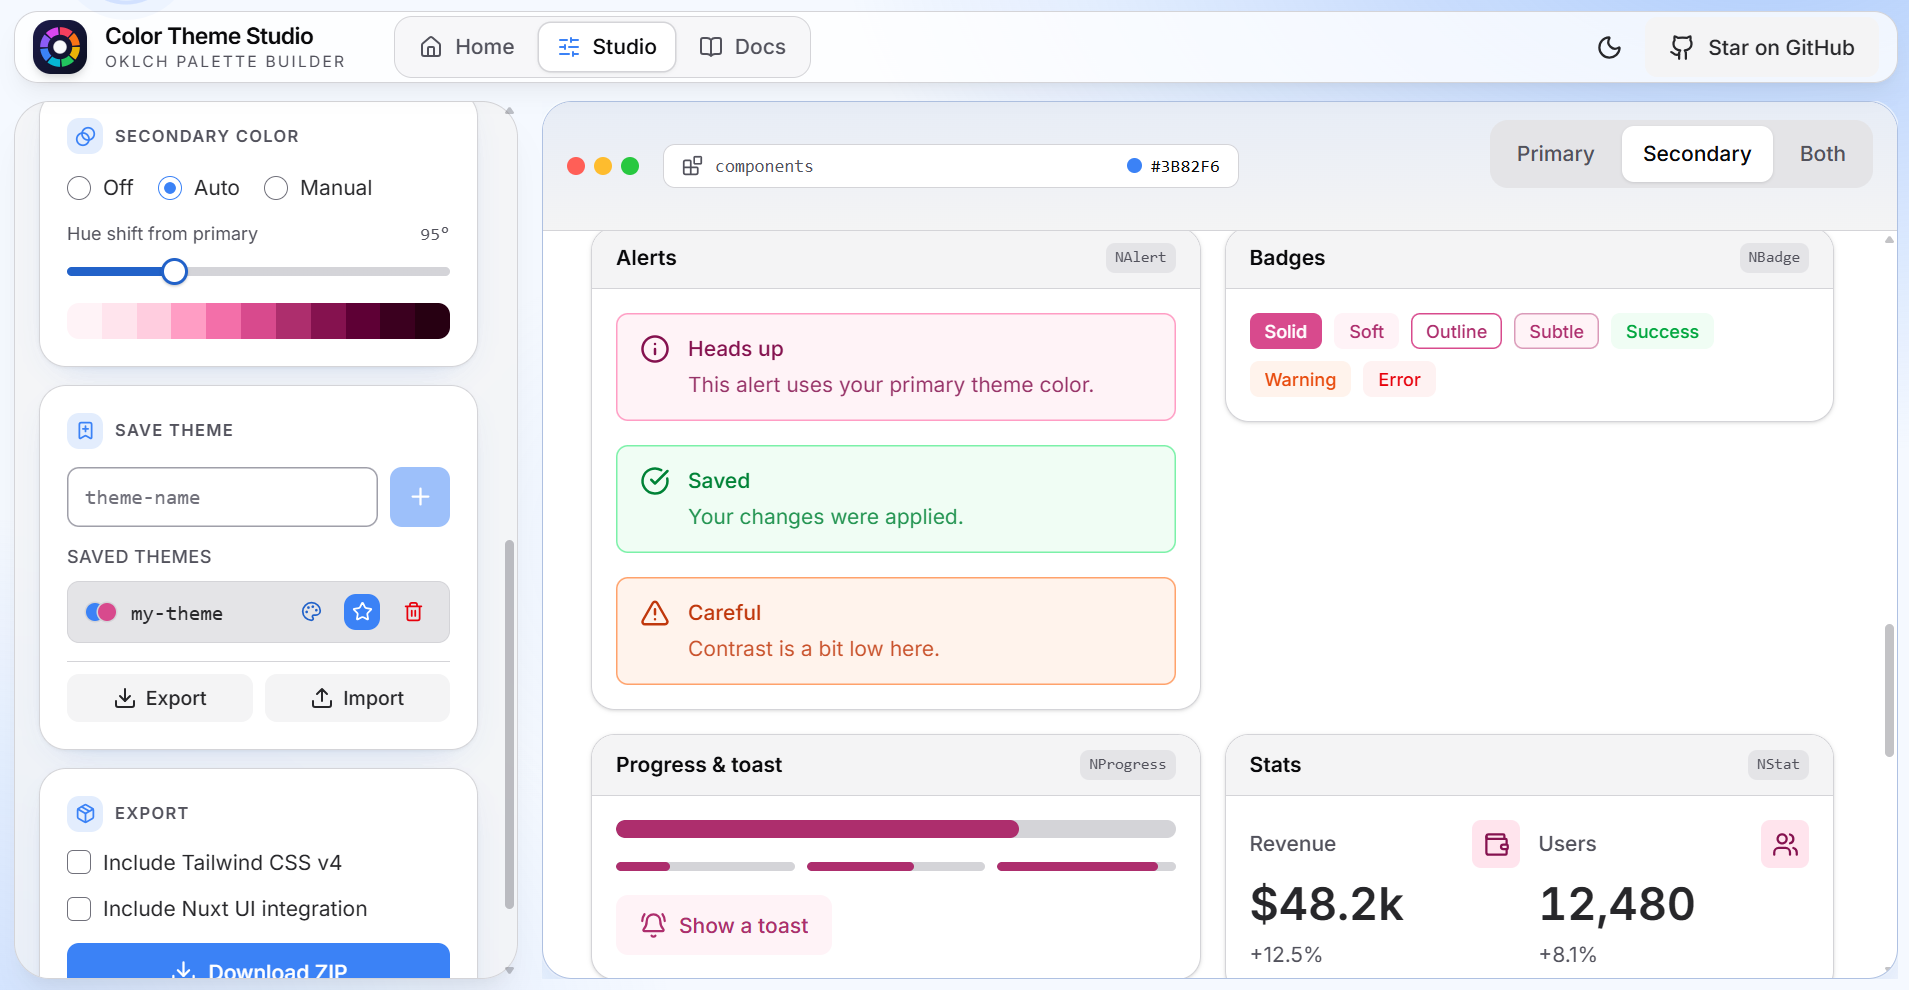 Color Theme Studio
OKLCH PALETTE BUILDER
Home
Studio
Docs
Star on GitHub
SECONDARY COLOR
Off
Auto
Manual
Hue shift from primary
95°
SAVE THEME
theme-name
SAVED THEMES
my-theme
Export
Import
EXPORT
Include Tailwind CSS v4
Include Nuxt UI integration
Download ZIP
components
#3B82F6
Primary
Secondary
Both
Alerts
NAlert
Heads up
This alert uses your primary theme color.
Saved
Your changes were applied.
Careful
Contrast is a bit low here.
Badges
NBadge
Solid
Soft
Outline
Subtle
Success
Warning
Error
Progress & toast
NProgress
Show a toast
Stats
NStat
Revenue
$48.2k
+12.5%
Users
12,480
+8.1%